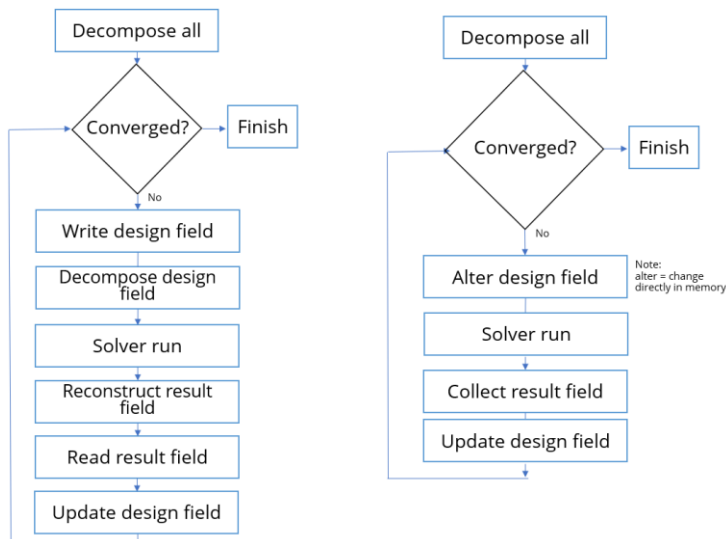 Decompose all
Converged?
Finish
No
Write design field
Decompose design
field
Solver run
Reconstruct result
field
Read result field
Update design field
Decompose all
Converged?
Finish
No
Alter design field
Note:
alter = change
directly in memory
Solver run
Collect result field
Update design field